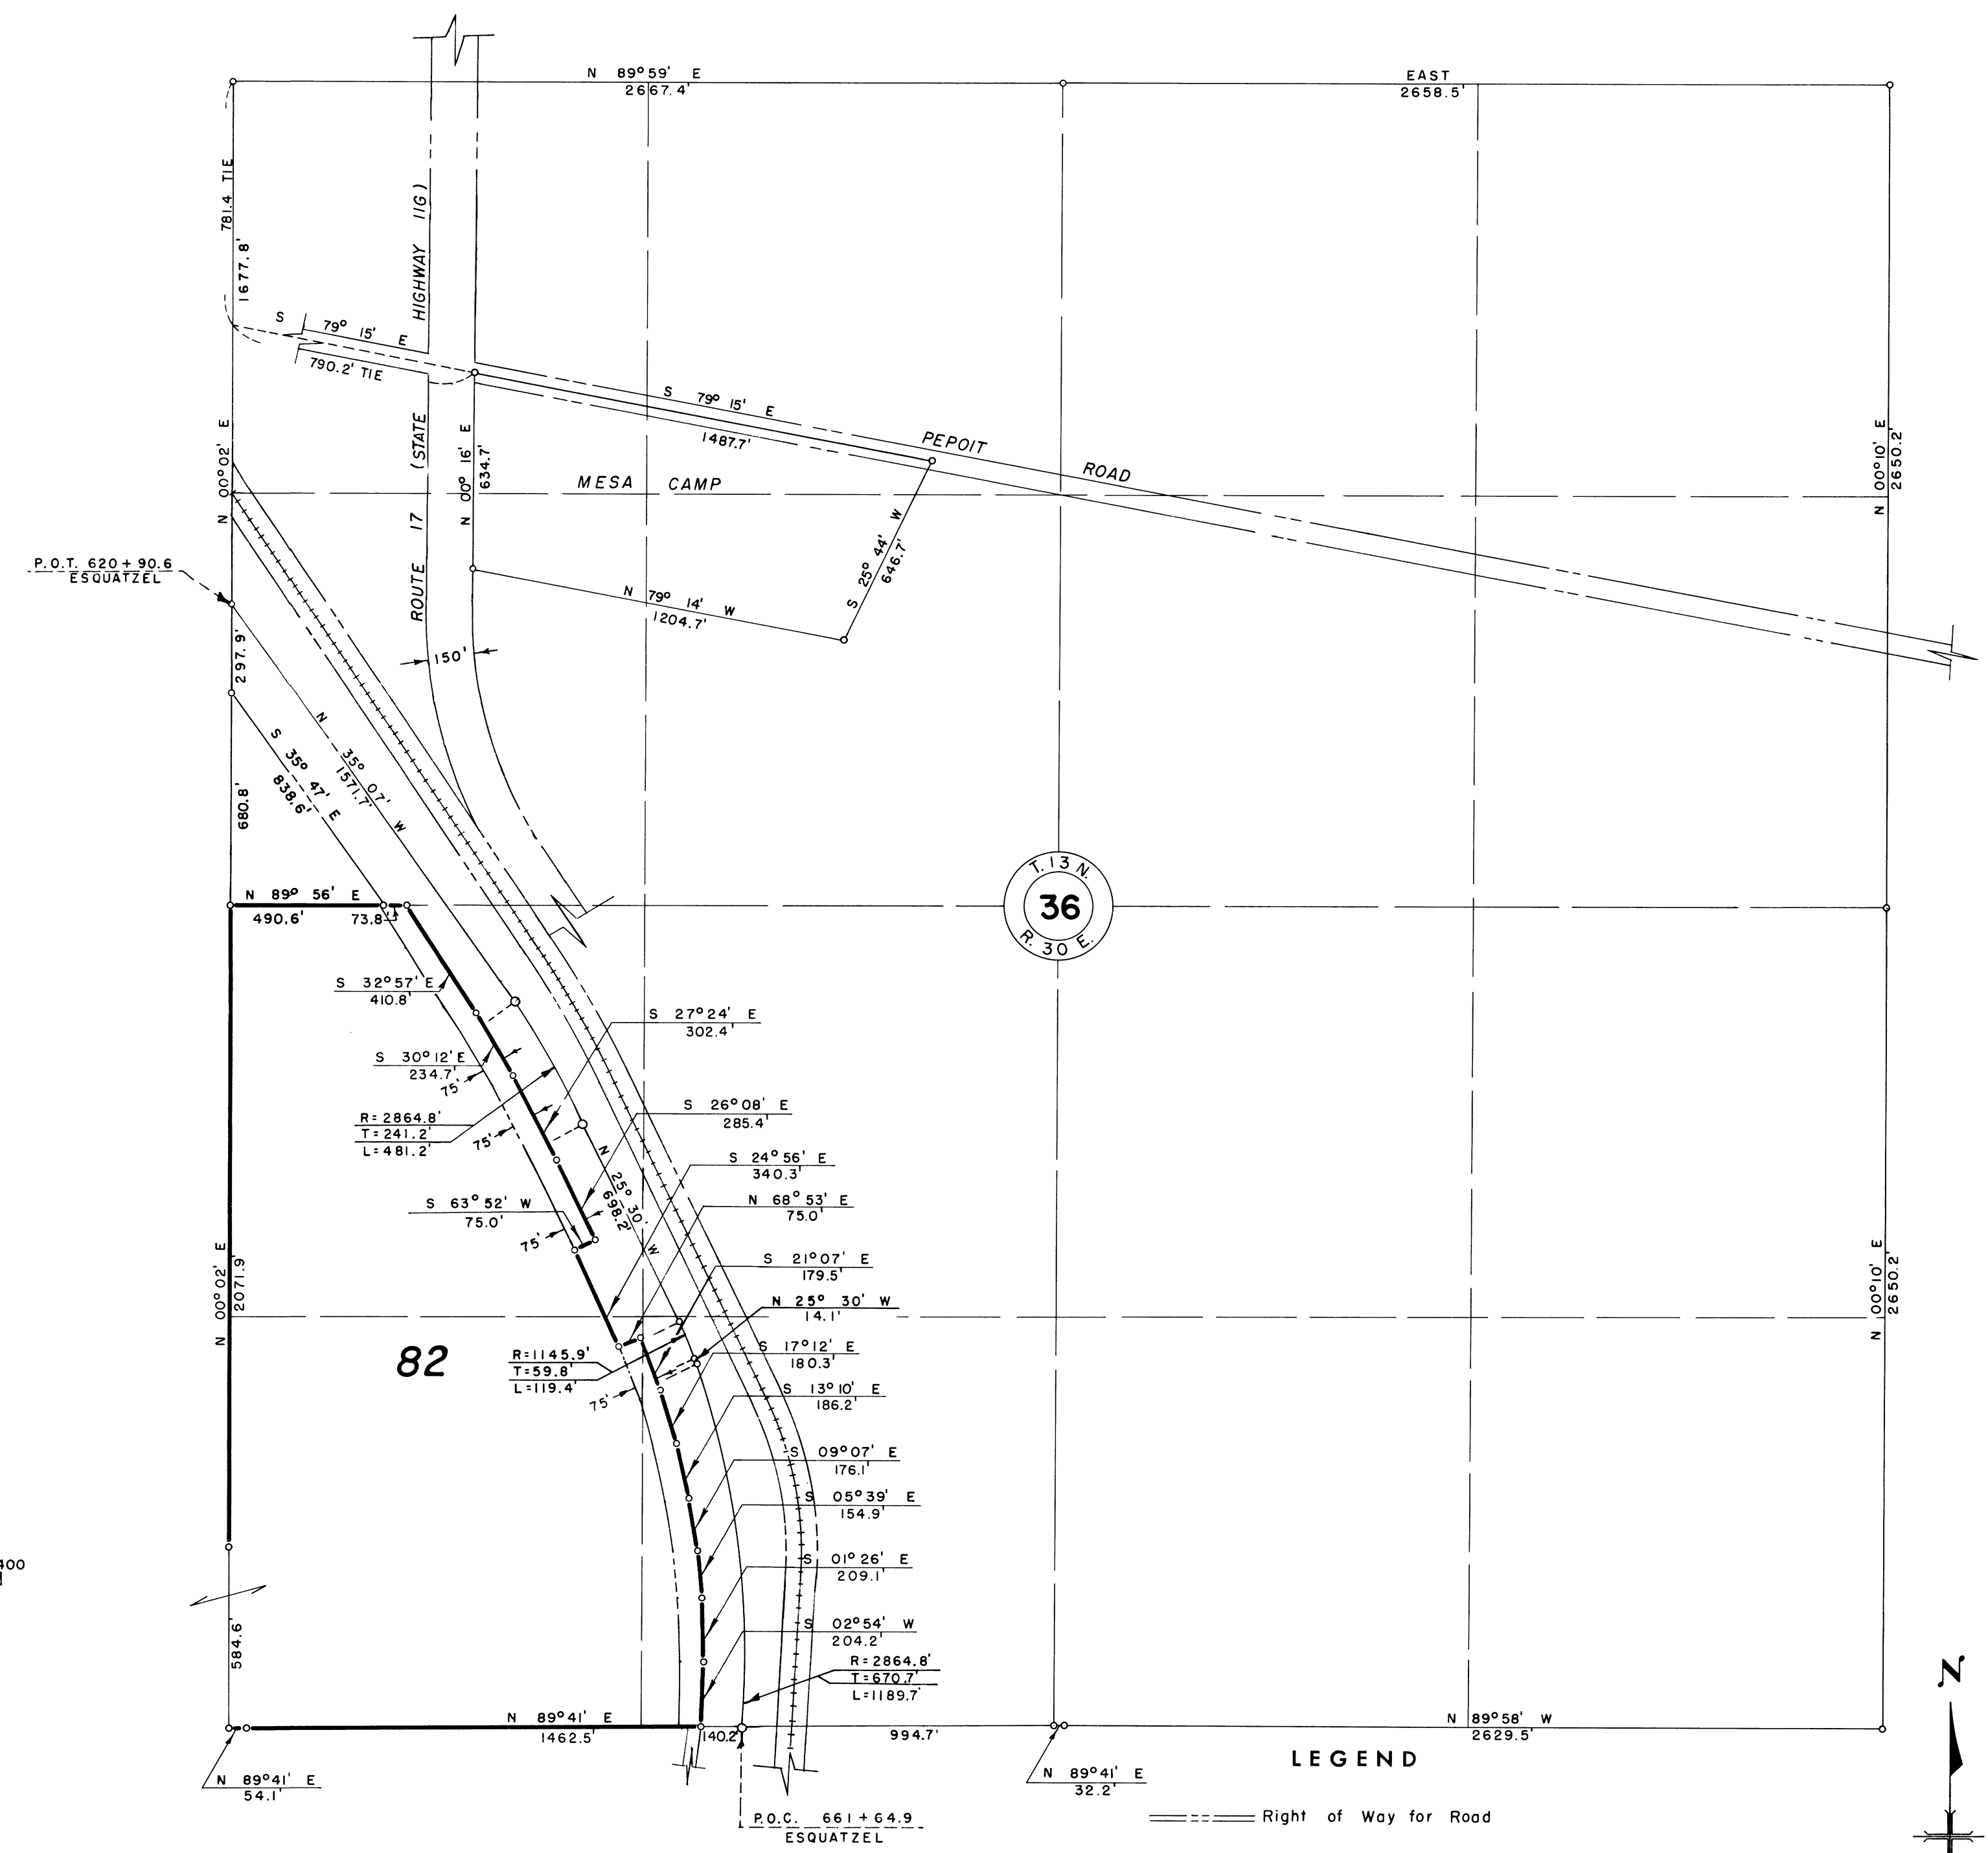 N 89°59' E
2667.4'
EAST
2658.5'
781.4 TIE
1677.8'
ROUTE 17 (STATE HIGHWAY 11G)
S 79° 15' E
790.2' TIE
S 79° 15' E
1487.7'
PEPOIT ROAD
N 00°02' E
N 00° 16' E
634.7'
MESA CAMP
N 00°10' E
2650.2'
S 25° 44' W
646.7'
P.O.T. 620+90.6
ESQUATZEL
N 79° 14' W
1204.7'
297.9'
150'
S 35° 47' E
838.6'
N 35° 07' W
1571.7'
680.8'
T. 13 N.
36
R. 30 E.
N 89° 56' E
490.6'
73.8'
S 32°57' E
410.8'
S 27°24' E
302.4'
S 30°12' E
234.7'
75'
R=2864.8'
T=241.2'
L=481.2'
75'
S 26°08' E
285.4'
N 25° 30' W
698.2'
S 24°56' E
340.3'
S 63°52' W
75.0'
75'
N 68°53' E
75.0'
N 00°02' E
2071.9'
S 21°07' E
179.5'
N 25° 30' W
14.1'
N 00°10' E
2650.2'
82
R=1145.9'
T=59.8'
L=119.4'
75'
S 17°12' E
180.3'
S 13°10' E
186.2'
S 09°07' E
176.1'
S 05°39' E
154.9'
400
S 01°26' E
209.1'
584.6'
S 02°54' W
204.2'
R=2864.8'
T=670.7'
L=1189.7'
N
N 89°41' E
1462.5'
140.2'
994.7'
N 89°58' W
2629.5'
N 89°41' E
54.1'
N 89°41' E
32.2'
LEGEND
P.O.C. 661+64.9
ESQUATZEL
Right of Way for Road